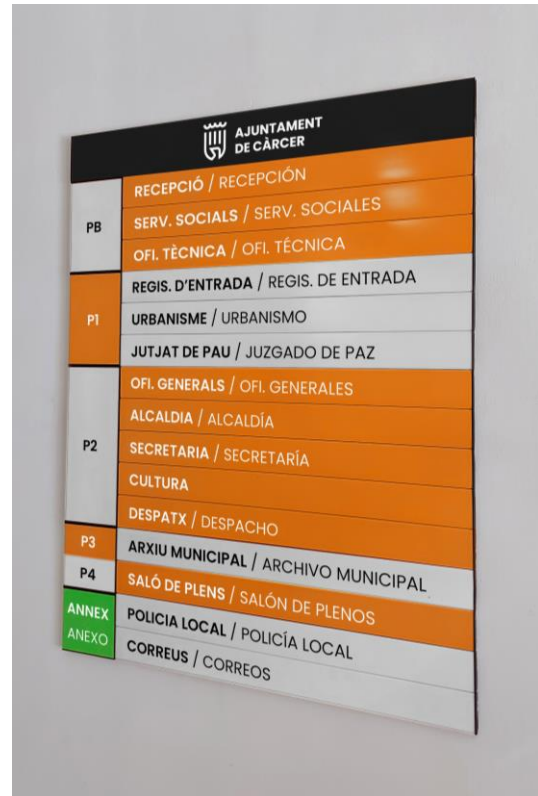 AJUNTAMENT
DE CÀRCER
PB
RECEPCIÓ / RECEPCIÓN
SERV. SOCIALS / SERV. SOCIALES
OFI. TÈCNICA / OFI. TÉCNICA
P1
REGIS. D'ENTRADA / REGIS. DE ENTRADA
URBANISME / URBANISMO
JUTJAT DE PAU / JUZGADO DE PAZ
P2
OFI. GENERALS / OFI. GENERALES
ALCALDIA / ALCALDÍA
SECRETARIA / SECRETARÍA
CULTURA
DESPATX / DESPACHO
P3
ARXIU MUNICIPAL / ARCHIVO MUNICIPAL
P4
SALÓ DE PLENS / SALÓN DE PLENOS
ANNEX
ANEXO
POLICIA LOCAL / POLICÍA LOCAL
CORREUS / CORREOS